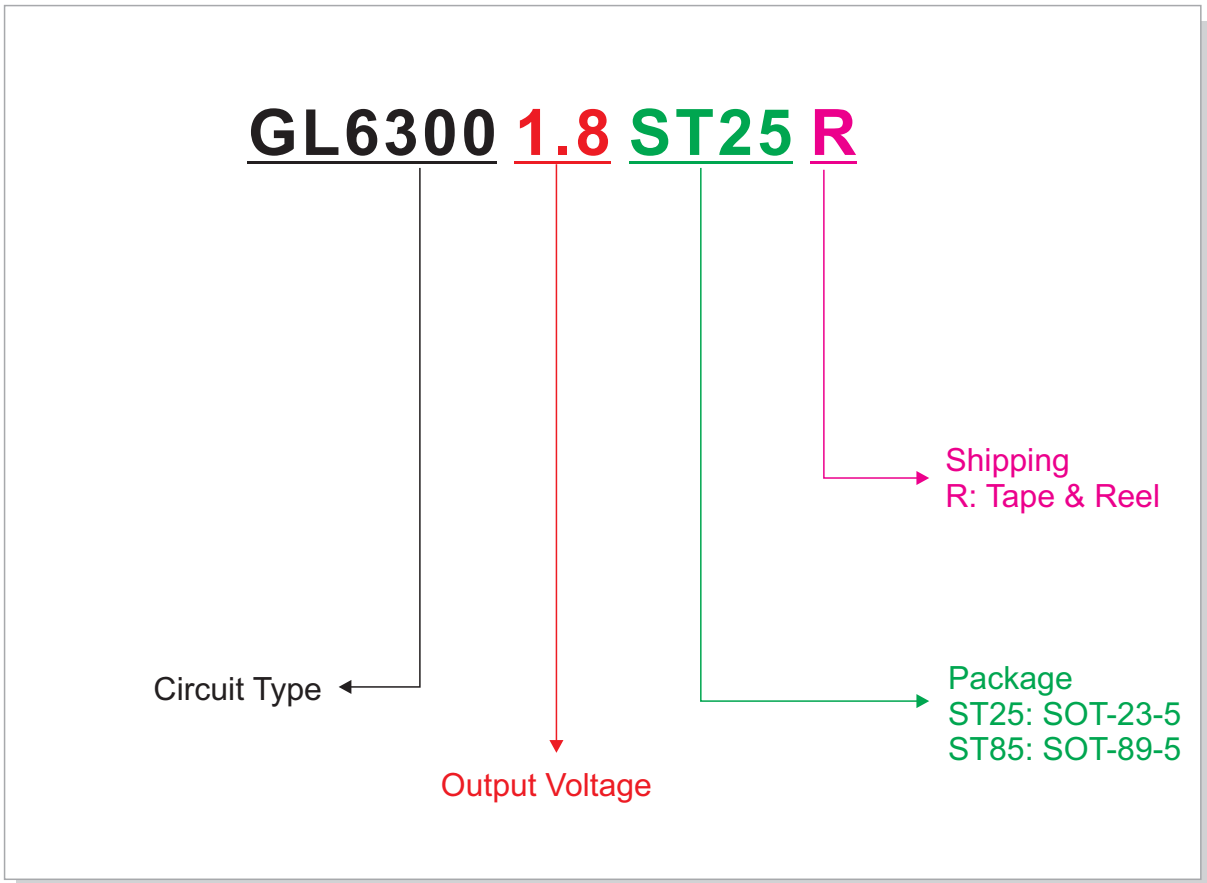 GL6300 1.8 ST25 R
Shipping
R: Tape & Reel
Circuit Type
Package
ST25: SOT-23-5
ST85: SOT-89-5
Output Voltage